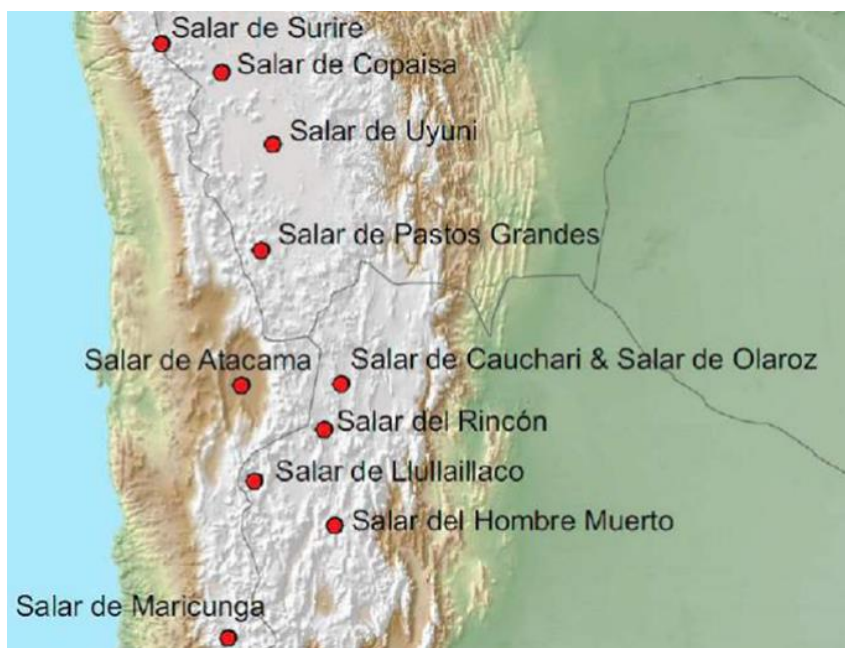 Salar de Surire
Salar de Copaisa
Salar de Uyuni
Salar de Pastos Grandes
Salar de Atacama
Salar de Cauchari & Salar de Olaroz
Salar del Rincón
Salar de Llullaillaco
Salar del Hombre Muerto
Salar de Maricunga